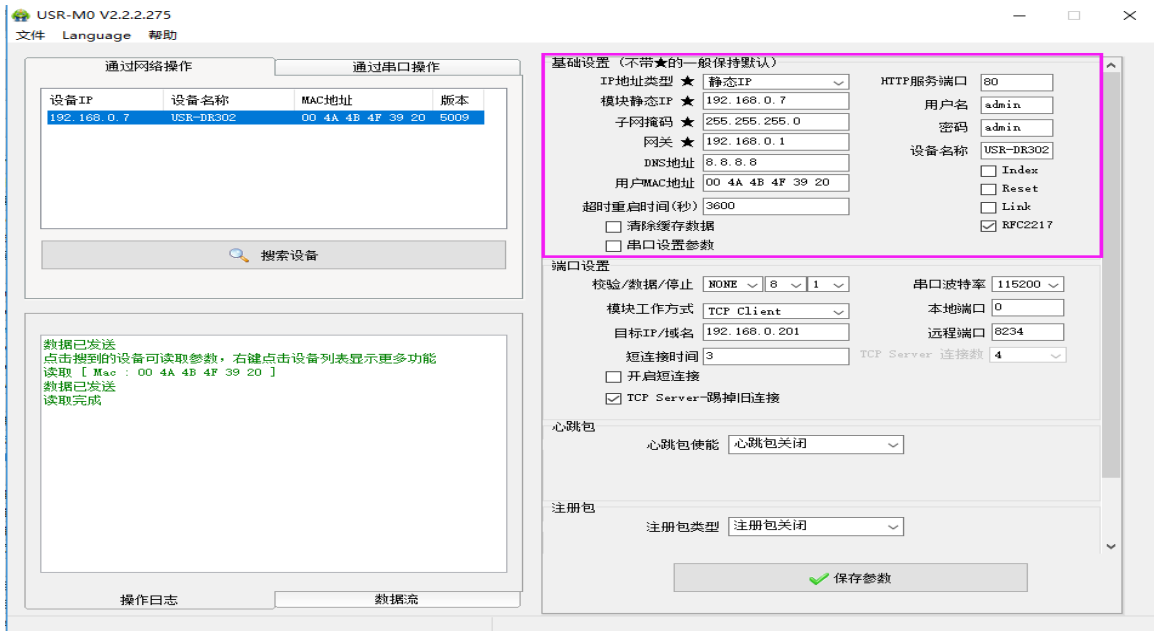 USR-M0 V2.2.2.275
文件 Language 帮助
通过网络操作 通过串口操作
设备IP 设备名称 MAC地址 版本
192.168.0.7 USR-DR302 00 4A 4B 4F 39 20 5009
搜索设备
数据已发送
点击搜到的设备可读取参数，右键点击设备列表显示更多功能
读取 [ Mac : 00 4A 4B 4F 39 20 ]
数据已发送
读取完成
操作日志 数据流
基础设置 (不带★的一般保持默认)
IP地址类型 ★ 静态IP HTTP服务端口 80
模块静态IP ★ 192.168.0.7 用户名 admin
子网掩码 ★ 255.255.255.0 密码 admin
网关 ★ 192.168.0.1 设备名称 USR-DR302
DNS地址 8.8.8.8 Index
用户MAC地址 00 4A 4B 4F 39 20 Reset
超时重启时间(秒) 3600 Link
清除缓存数据 RFC2217
串口设置参数
端口设置
校验/数据/停止 NONE 8 1 串口波特率 115200
模块工作方式 TCP Client 本地端口 0
目标IP/域名 192.168.0.201 远程端口 8234
短连接时间 3 TCP Server 连接数 4
开启短连接
TCP Server-踢掉旧连接
心跳包
心跳包使能 心跳包关闭
注册包
注册包类型 注册包关闭
保存参数